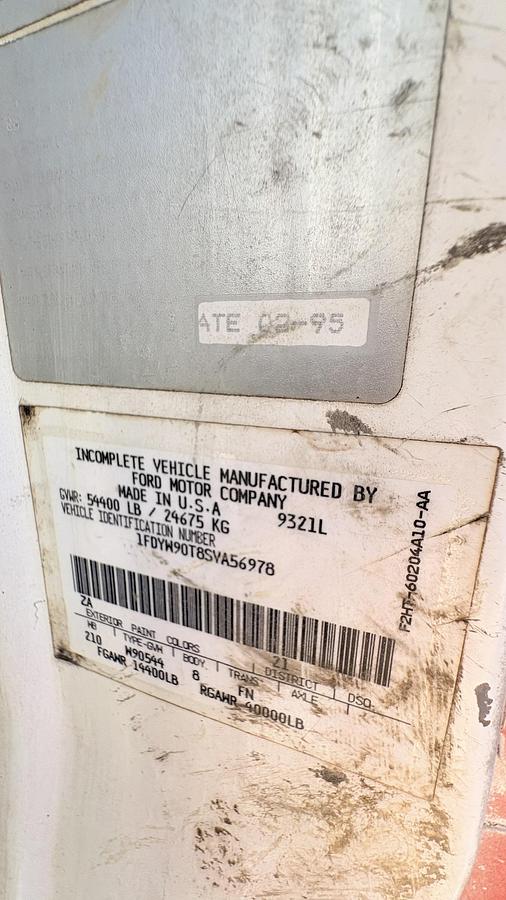 ATE 02-95
INCOMPLETE VEHICLE MANUFACTURED BY
FORD MOTOR COMPANY
MADE IN U.S.A
GVWR: 54400 LB / 24675 KG 9321L
VEHICLE IDENTIFICATION NUMBER
1FDYW90T8SVA56978
F2HT-60204A10-AA
ZA 21
EXTERIOR PAINT COLORS DISTRICT DSO.
WB TYPE-GVW BODY TRANS AXLE
210 W90544 8 FN
FGAWR 14400LB RGAWR 40000LB